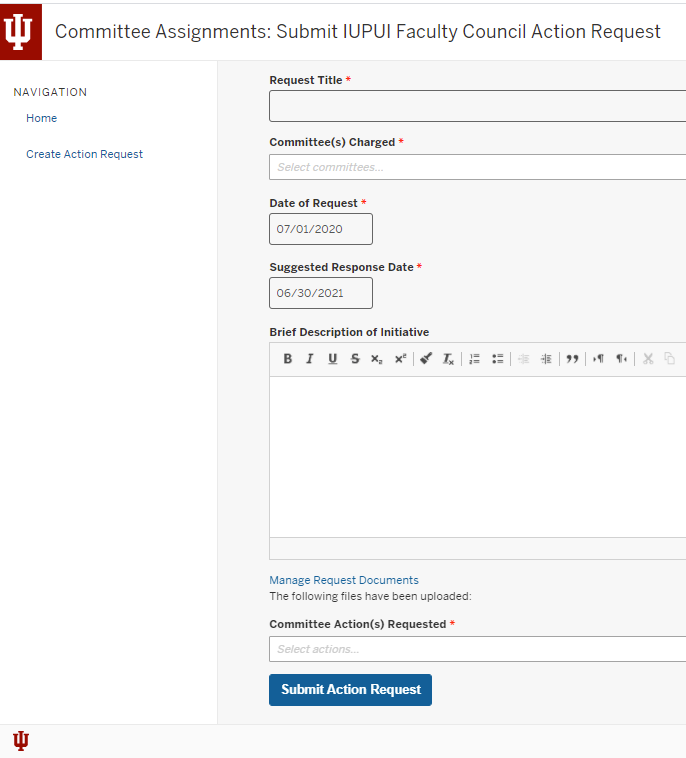 Committee Assignments: Submit IUPUI Faculty Council Action Request
NAVIGATION
Home
Create Action Request
Request Title *
Committee(s) Charged *
Select committees...
Date of Request *
07/01/2020
Suggested Response Date *
06/30/2021
Brief Description of Initiative
B I U S x₂ x² Tx
Manage Request Documents
The following files have been uploaded:
Committee Action(s) Requested *
Select actions...
Submit Action Request